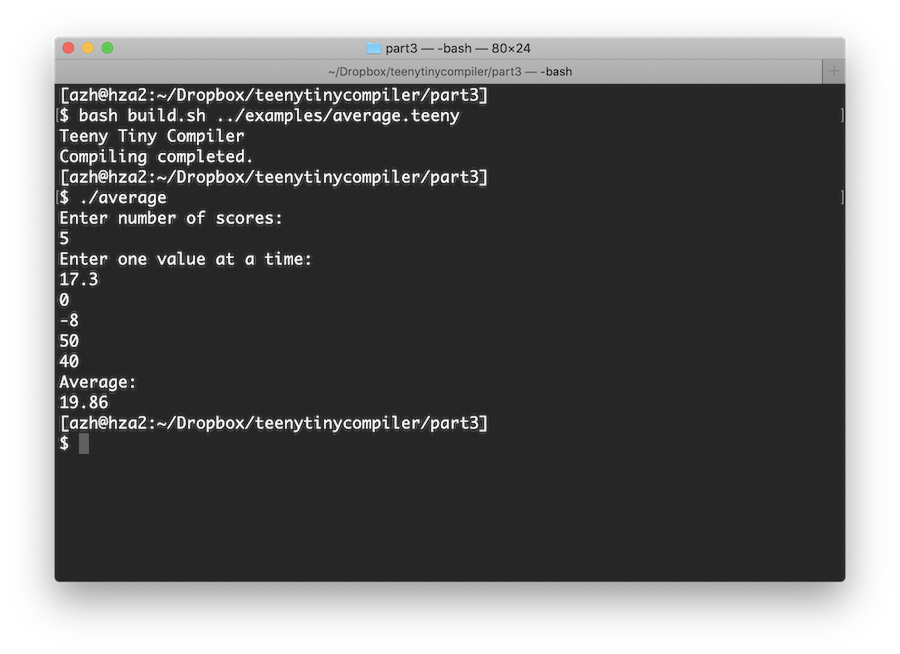 part3 — -bash — 80×24
~/Dropbox/teenytinycompiler/part3 — -bash
+
[azh@hza2:~/Dropbox/teenytinycompiler/part3]
[$ bash build.sh ../examples/average.teeny ]
Teeny Tiny Compiler
Compiling completed.
[azh@hza2:~/Dropbox/teenytinycompiler/part3]
[$ ./average ]
Enter number of scores:
5
Enter one value at a time:
17.3
0
-8
50
40
Average:
19.86
[azh@hza2:~/Dropbox/teenytinycompiler/part3]
$